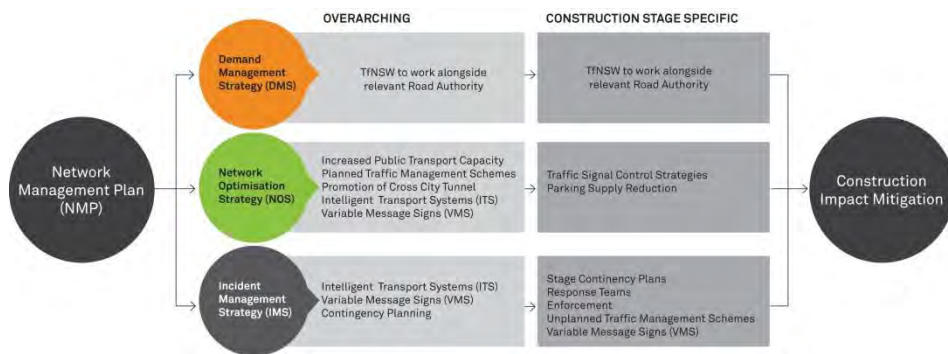 OVERARCHING
CONSTRUCTION STAGE SPECIFIC
Network
Management Plan
(NMP)
Demand
Management
Strategy (DMS)
TfNSW to work alongside
relevant Road Authority
TfNSW to work alongside
relevant Road Authority
Network
Optimisation
Strategy (NOS)
Increased Public Transport Capacity
Planned Traffic Management Schemes
Promotion of Cross City Tunnel
Intelligent Transport Systems (ITS)
Variable Message Signs (VMS)
Traffic Signal Control Strategies
Parking Supply Reduction
Incident
Management
Strategy (IMS)
Intelligent Transport Systems (ITS)
Variable Message Signs (VMS)
Contingency Planning
Stage Continency Plans
Response Teams
Enforcement
Unplanned Traffic Management Schemes
Variable Message Signs (VMS)
Construction
Impact Mitigation